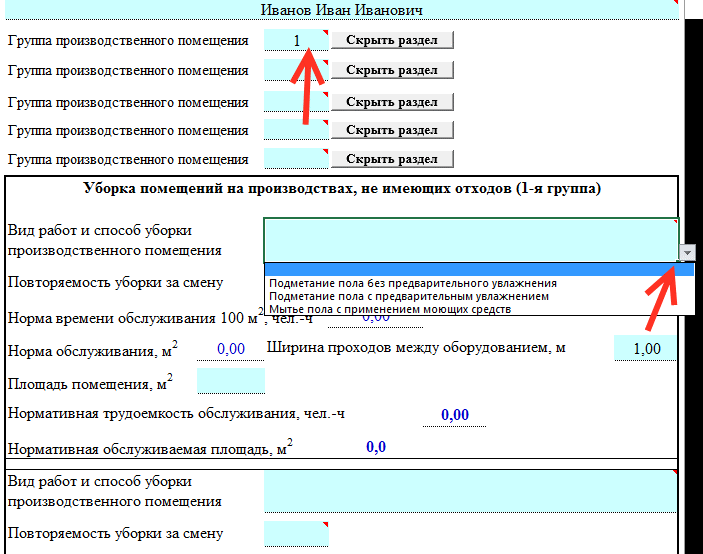 Иванов Иван Иванович
Группа производственного помещения 1 Скрыть раздел
Группа производственного помещения Скрыть раздел
Группа производственного помещения Скрыть раздел
Группа производственного помещения Скрыть раздел
Группа производственного помещения Скрыть раздел
Уборка помещений на производствах, не имеющих отходов (1-я группа)
Вид работ и способ уборки
производственного помещения
Повторяемость уборки за смену
Подметание пола без предварительного увлажнения
Подметание пола с предварительным увлажнением
Мытье пола с применением моющих средств
Норма времени обслуживания 100 м², чел.-ч 0,00
Норма обслуживания, м² 0,00 Ширина проходов между оборудованием, м 1,00
Площадь помещения, м²
Нормативная трудоемкость обслуживания, чел.-ч 0,00
Нормативная обслуживаемая площадь, м² 0,0
Вид работ и способ уборки
производственного помещения
Повторяемость уборки за смену